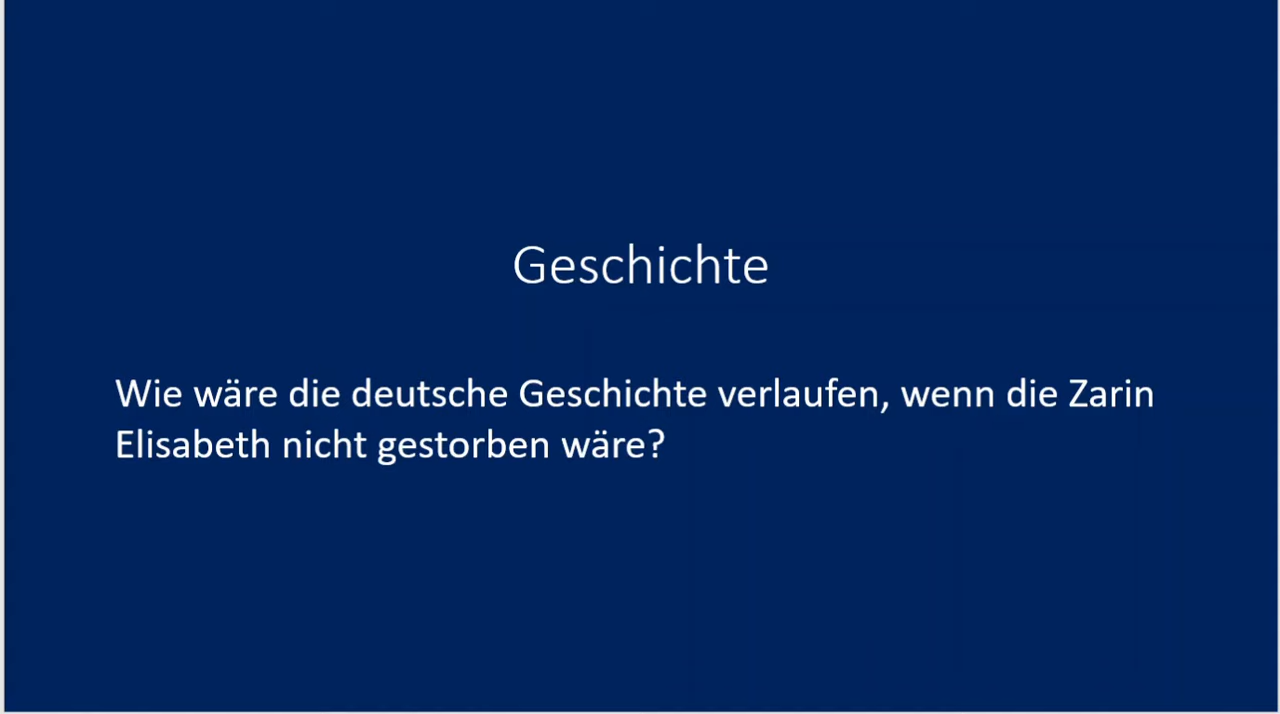 Geschichte
Wie wäre die deutsche Geschichte verlaufen, wenn die Zarin
Elisabeth nicht gestorben wäre?